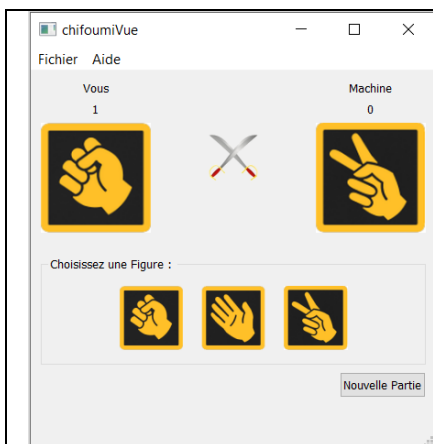 chifoumiVue
Fichier Aide
Vous Machine
1 0
Choisissez une Figure :
Nouvelle Partie